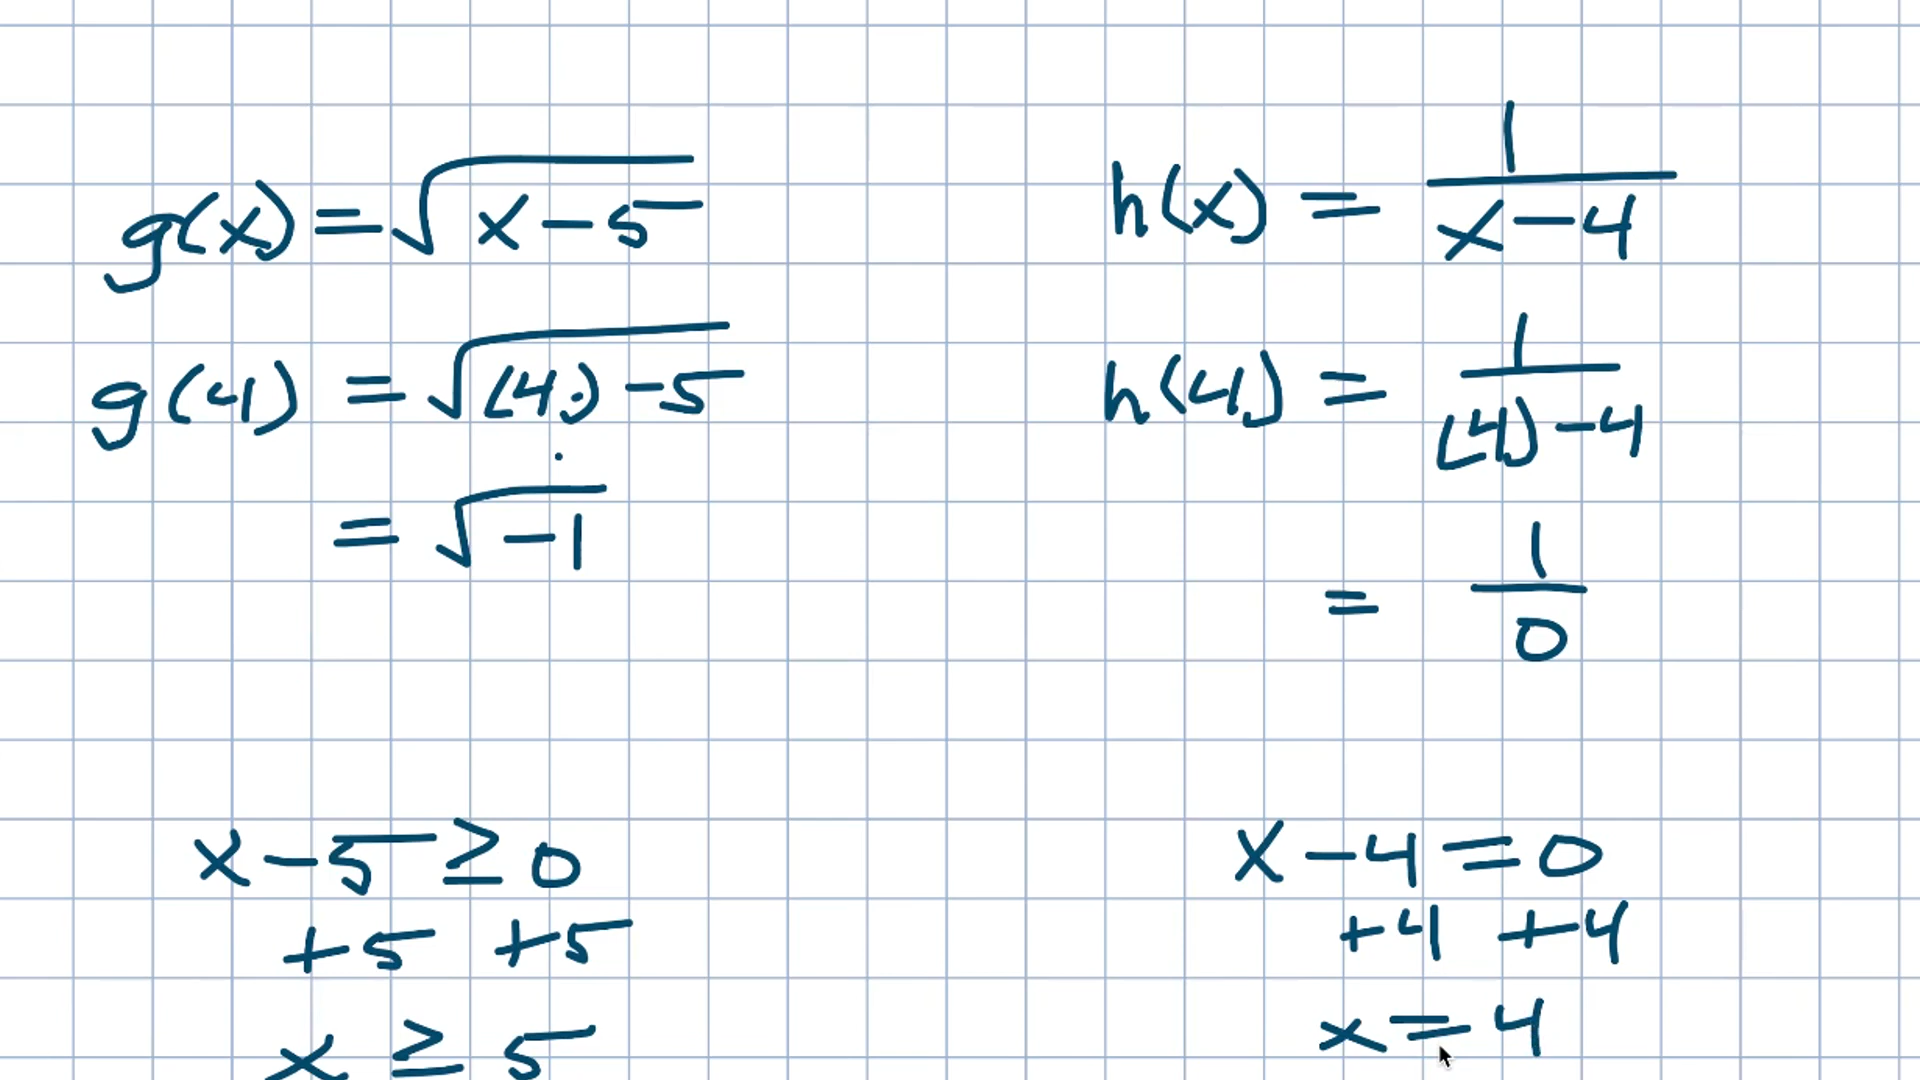 g(x) = √(x − 5)
g(4) = √((4) − 5)
= √(−1)
x − 5 ≥ 0
+5 +5
x ≥ 5
h(x) = 1/(x − 4)
h(4) = 1/((4) − 4)
= 1/0
x − 4 = 0
+4 +4
x = 4